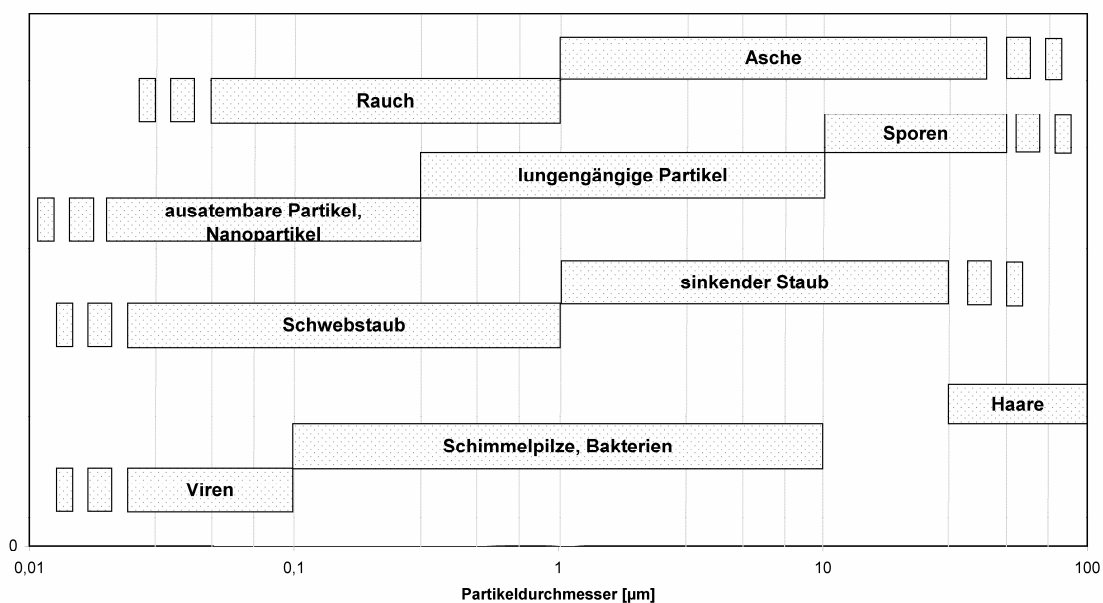 Asche
Rauch
Sporen
lungengängige Partikel
ausatembare Partikel,
Nanopartikel
sinkender Staub
Schwebstaub
Haare
Schimmelpilze, Bakterien
Viren
0
0,01 0,1 1 10 100
Partikeldurchmesser [µm]